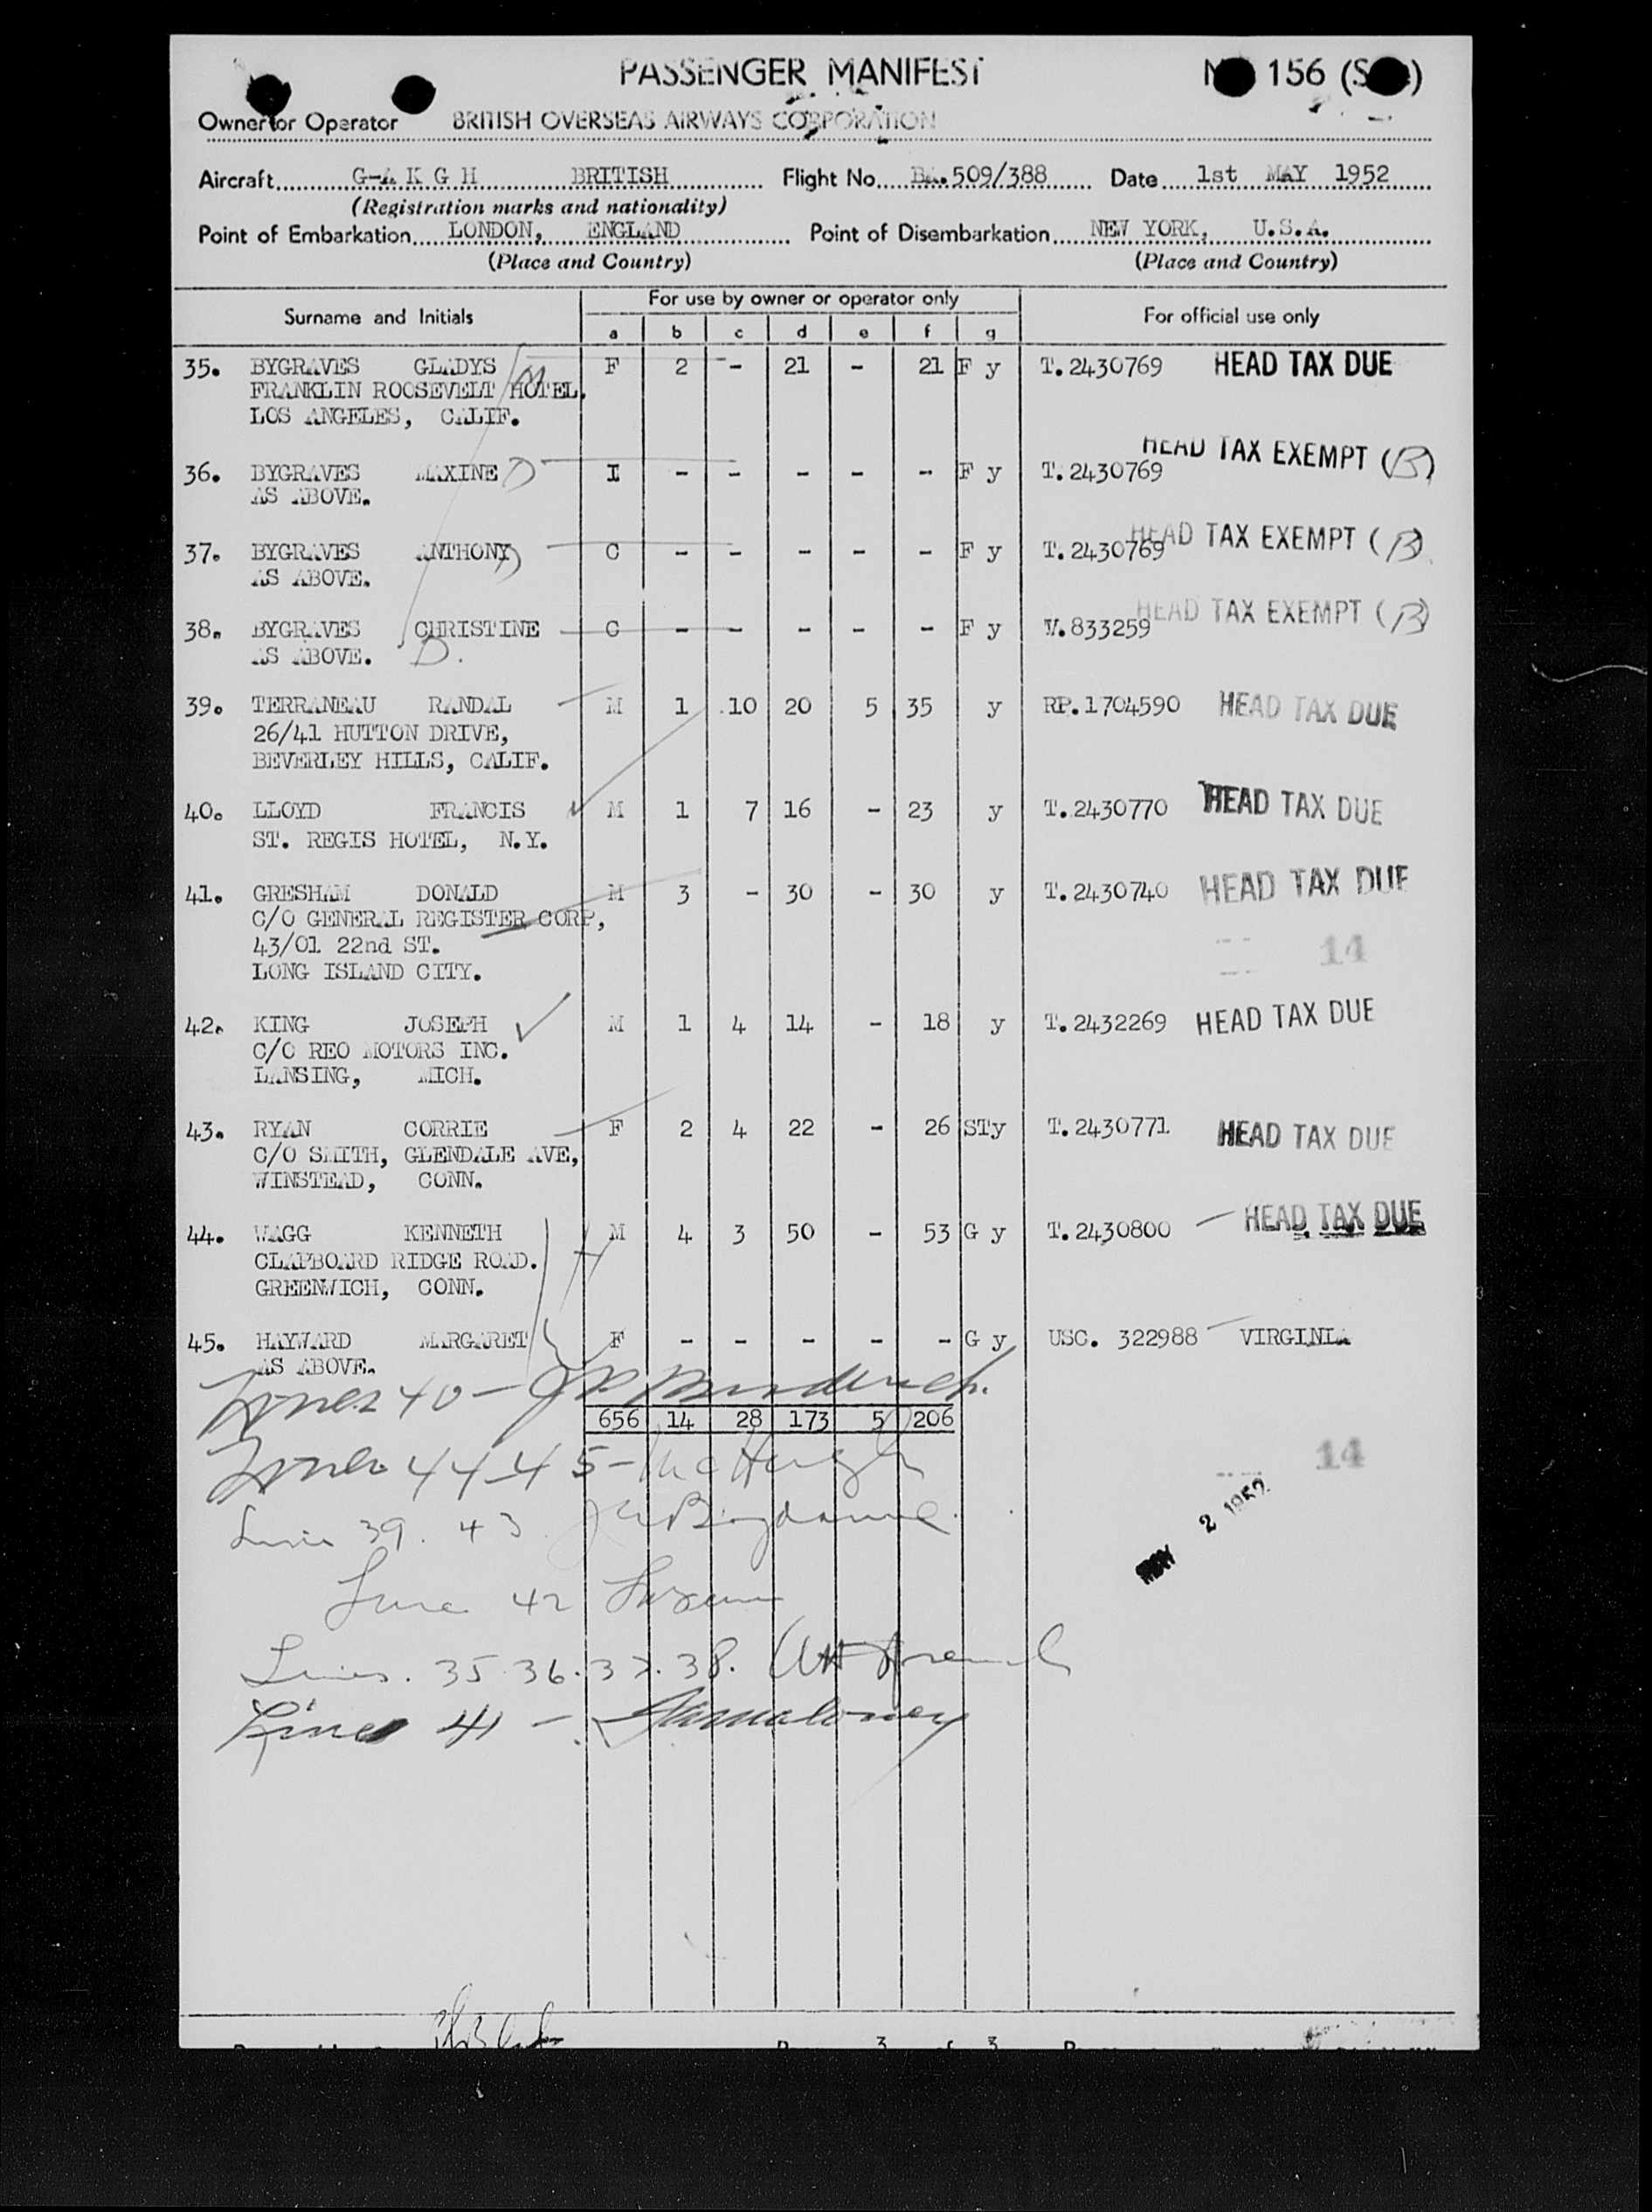 PASSENGER MANIFEST 156
Owner or Operator BRITISH OVERSEAS AIRWAYS CORPORATION
Aircraft G-A K G H BRITISH Flight No. BA.509/388 Date 1st MAY 1952
(Registration marks and nationality)
Point of Embarkation LONDON, ENGLAND Point of Disembarkation NEW YORK, U.S.A.
(Place and Country) (Place and Country)
Surname and Initials For use by owner or operator only For official use only
a b c d e f g
35. BYGRAVES GLADYS F 2 - 21 - 21 F y T.2430769 HEAD TAX DUE
FRANKLIN ROOSEVELT HOTEL,
LOS ANGELES, CALIF.
HEAD TAX EXEMPT (B)
36. BYGRAVES MAXINE I - - - - - F y T.2430769
AS ABOVE.
37. BYGRAVES ANTHONY C - - - - - F y T.2430769 HEAD TAX EXEMPT (B)
AS ABOVE.
38. BYGRAVES CHRISTINE C - - - - - F y V.833259 HEAD TAX EXEMPT (B)
AS ABOVE. D.
39. TERRANEAU RANDAL M 1 10 20 5 35 y RP.1704590 HEAD TAX DUE
26/41 HUTTON DRIVE,
BEVERLEY HILLS, CALIF.
40. LLOYD FRANCIS M 1 7 16 - 23 y T.2430770 HEAD TAX DUE
ST. REGIS HOTEL, N.Y.
41. GRESHAM DONALD M 3 - 30 - 30 y T.2430740 HEAD TAX DUE
C/O GENERAL REGISTER CORP,
43/01 22nd ST. 14
LONG ISLAND CITY.
42. KING JOSEPH M 1 4 14 - 18 y T.2432269 HEAD TAX DUE
C/O REO MOTORS INC.
LANSING, MICH.
43. RYAN CORRIE F 2 4 22 - 26 STy T.2430771 HEAD TAX DUE
C/O SMITH, GLENDALE AVE,
WINSTEAD, CONN.
44. WAGG KENNETH M 4 3 50 - 53 G y T.2430800 HEAD TAX DUE
CLAPBOARD RIDGE ROAD.
GREENWICH, CONN.
45. HAYWARD MARGARET F - - - - - G y USC. 322988 VIRGINIA
AS ABOVE.
Lines 40 -
656 14 28 173 5 206
Lines 44-45 - McHugh
14
Line 39. 43
MAY 2 1952
Line 42
Lines. 35 36. 37. 38.
Lines 41 - Maloney
3 3